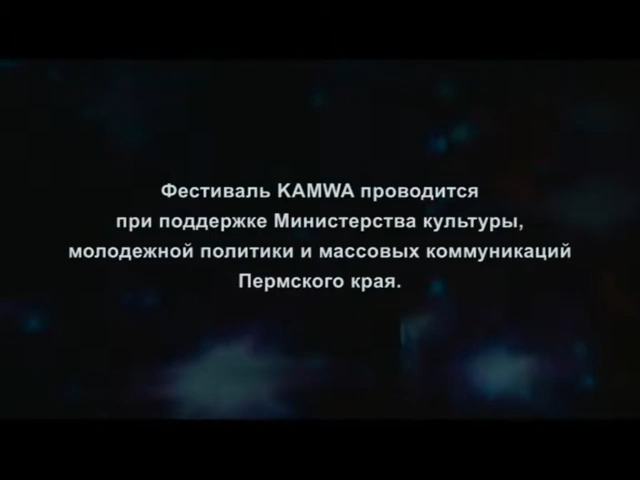 Фестиваль KAMWA проводится
при поддержке Министерства культуры,
молодежной политики и массовых коммуникаций
Пермского края.